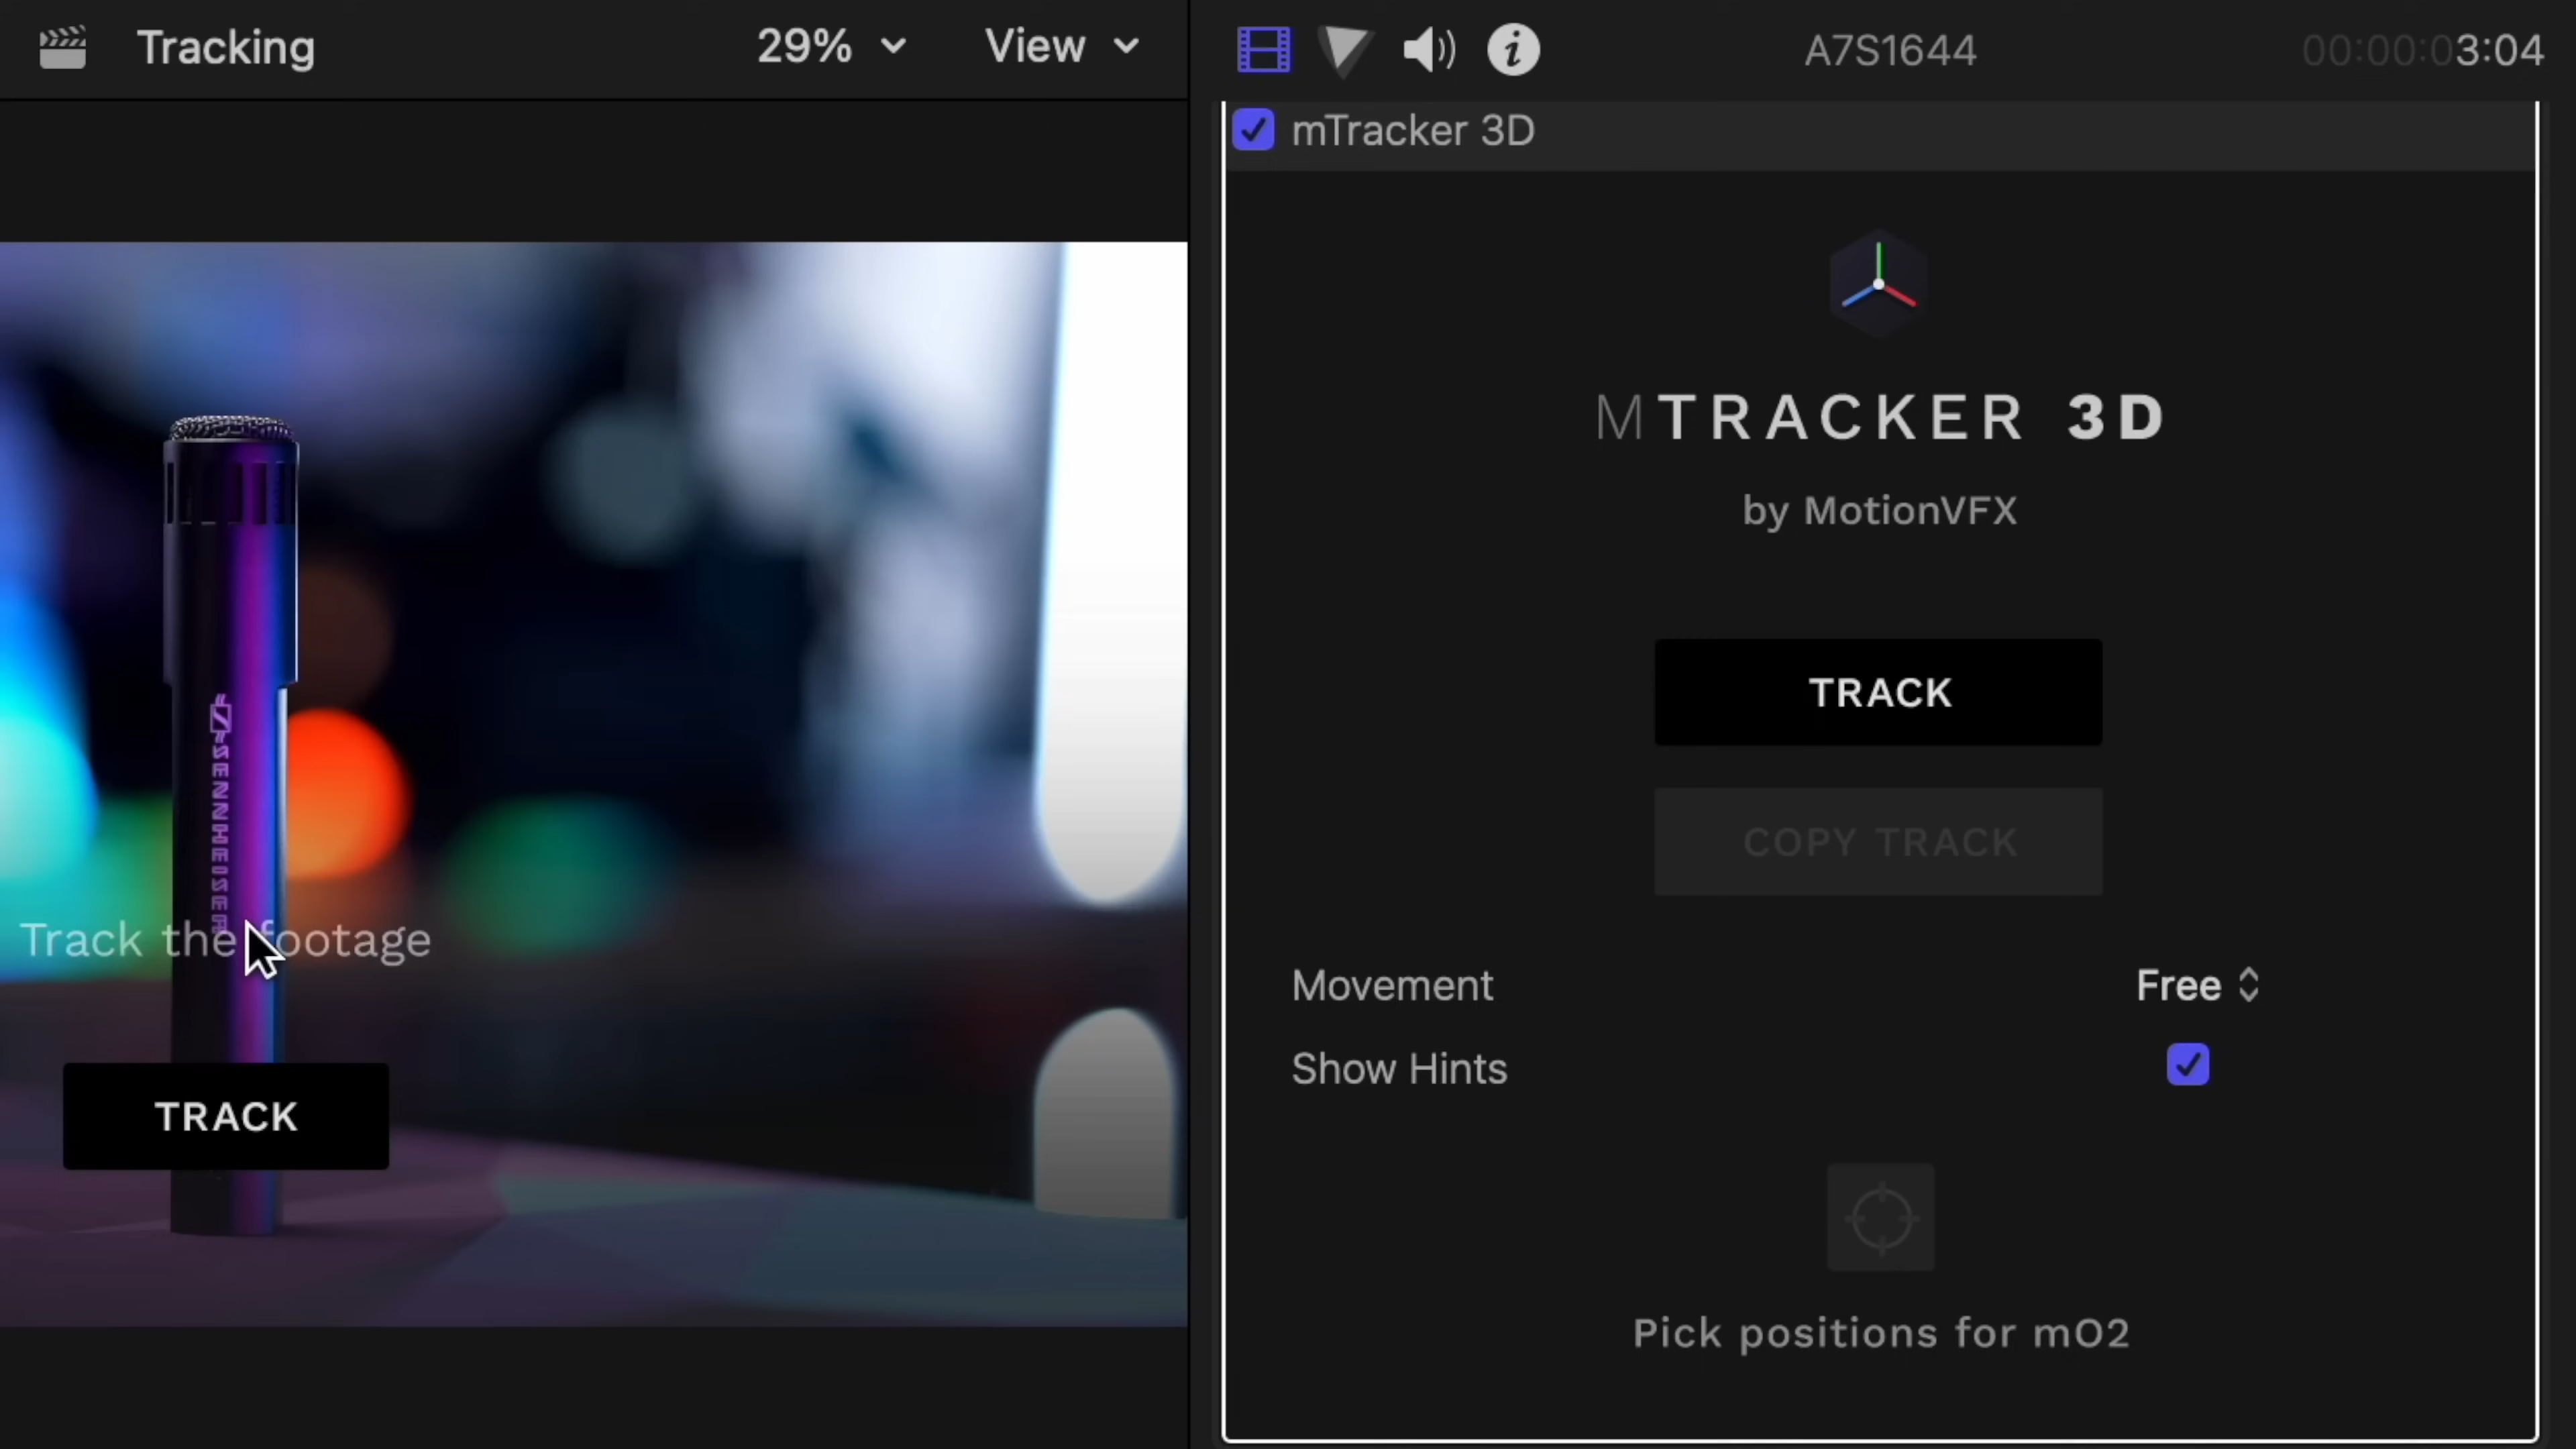 Tracking
29%
View
A7S1644
00:00:03:04
mTracker 3D
MTRACKER 3D
by MotionVFX
TRACK
COPY TRACK
Movement
Free
Show Hints
Pick positions for mO2
SENNHEISER
Track the footage
TRACK